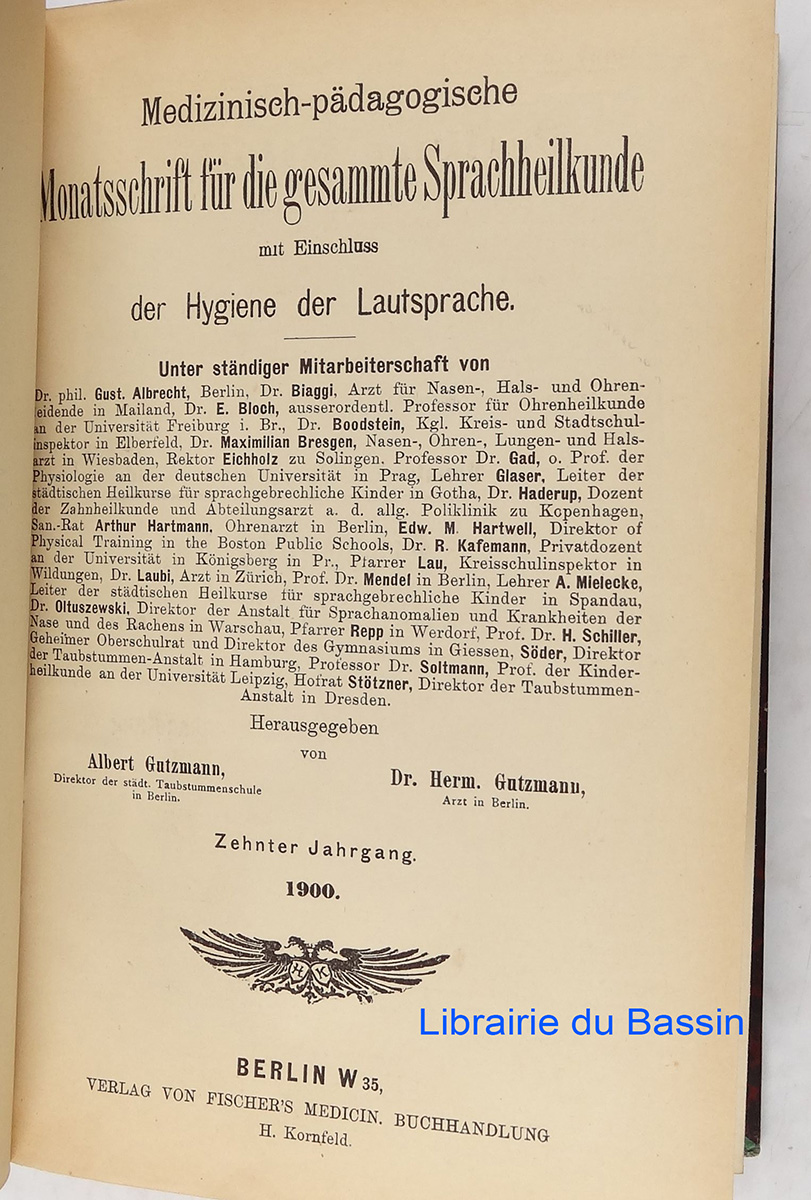 Medizinisch-pädagogische
Monatsschrift für die gesammte Sprachheilkunde
mit Einschluss
der Hygiene der Lautsprache.
Unter ständiger Mitarbeiterschaft von
Dr. phil. Gust. Albrecht, Berlin, Dr. Biaggi, Arzt für Nasen-, Hals- und Ohren-
leidende in Mailand, Dr. E. Bloch, ausserordentl. Professor für Ohrenheilkunde
an der Universität Freiburg i. Br., Dr. Boodstein, Kgl. Kreis- und Stadtschul-
inspektor in Elberfeld, Dr. Maximilian Bresgen, Nasen-, Ohren-, Lungen- und Hals-
arzt in Wiesbaden, Rektor Eichholz zu Solingen. Professor Dr. Gad, o. Prof. der
Physiologie an der deutschen Universität in Prag, Lehrer Glaser, Leiter der
städtischen Heilkurse für sprachgebrechliche Kinder in Gotha, Dr. Haderup, Dozent
der Zahnheilkunde und Abteilungsarzt a. d. allg. Poliklinik zu Kopenhagen,
San.-Rat Arthur Hartmann, Ohrenarzt in Berlin, Edw. M. Hartwell, Direktor of
Physical Training in the Boston Public Schools, Dr. R. Kafemann, Privatdozent
an der Universität in Königsberg in Pr., Pfarrer Lau, Kreisschulinspektor in
Wildungen, Dr. Laubi, Arzt in Zürich, Prof. Dr. Mendel in Berlin, Lehrer A. Mielecke,
Leiter der städtischen Heilkurse für sprachgebrechliche Kinder in Spandau,
Dr. Oltuszewski, Direktor der Anstalt für Sprachanomalien und Krankheiten der
Nase und des Rachens in Warschau, Pfarrer Repp in Werdorf, Prof. Dr. H. Schiller,
Geheimer Oberschulrat und Direktor des Gymnasiums in Giessen, Söder, Direktor
der Taubstummen-Anstalt in Hamburg, Professor Dr. Soltmann, Prof. der Kinder-
heilkunde an der Universität Leipzig, Hofrat Stötzner, Direktor der Taubstummen-
Anstalt in Dresden.
Herausgegeben
von
Albert Gutzmann,
Direktor der städt. Taubstummenschule
in Berlin.
Dr. Herm. Gutzmann,
Arzt in Berlin.
Zehnter Jahrgang.
1900.
H K
Librairie du Bassin
BERLIN W 35,
VERLAG VON FISCHER'S MEDICIN. BUCHHANDLUNG
H. Kornfeld.